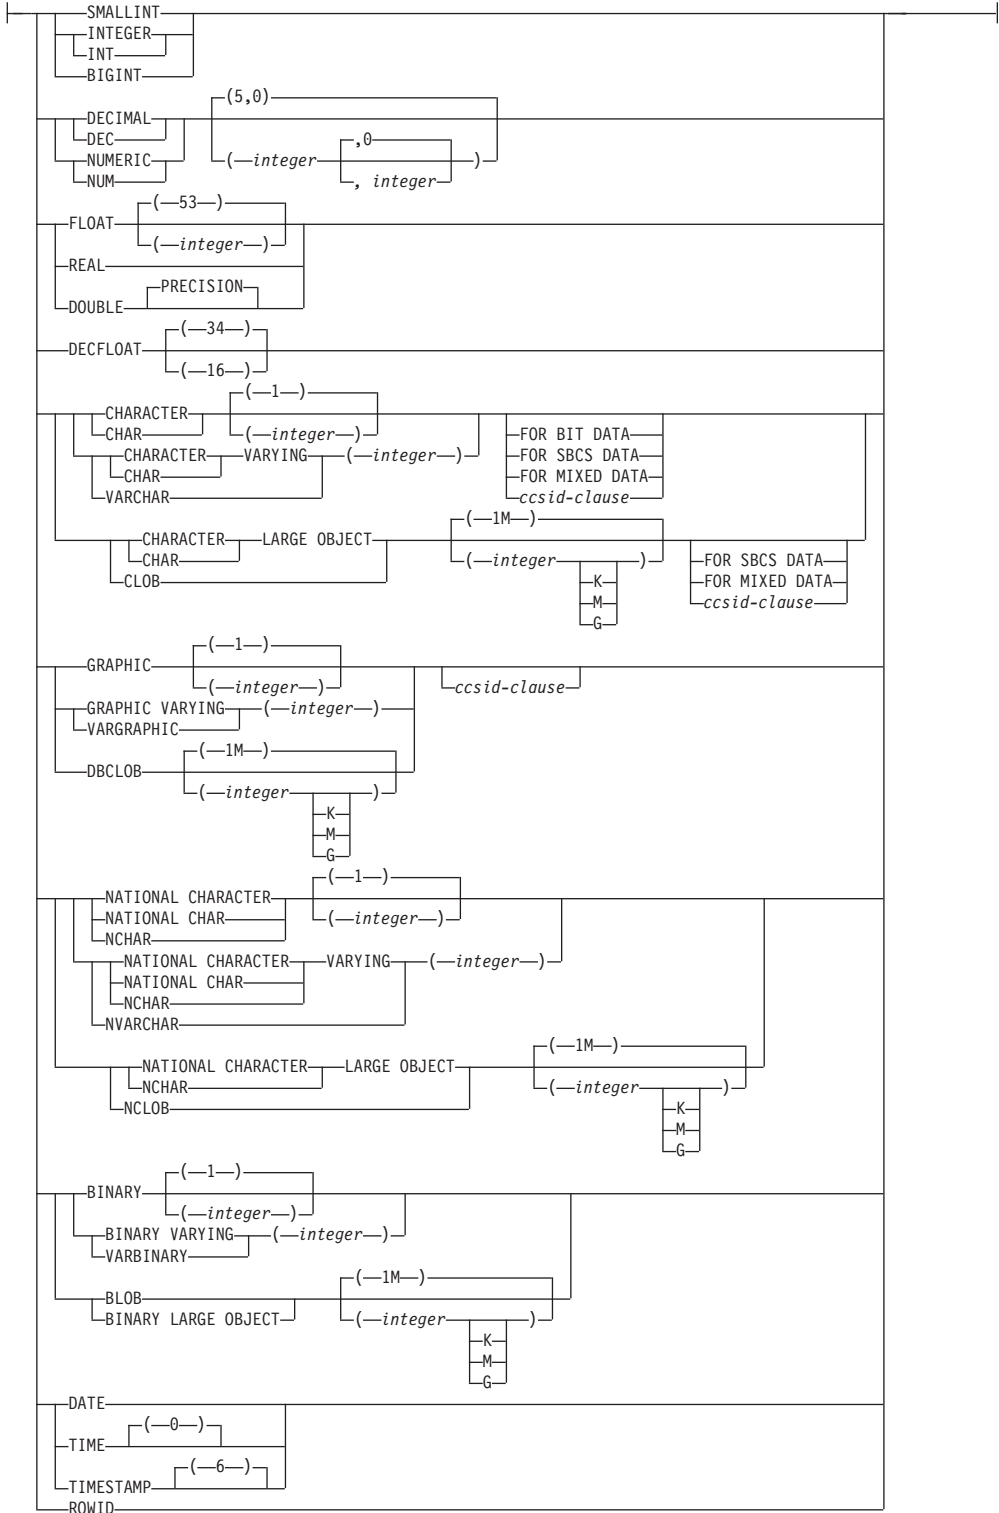 SMALLINT
INTEGER
INT
BIGINT
(5,0)
DECIMAL
DEC ,0
NUMERIC (integer )
NUM , integer
(53)
FLOAT
(integer)
REAL
PRECISION
DOUBLE
(34)
DECFLOAT
(16)
(1)
CHARACTER
CHAR (integer) FOR BIT DATA
CHARACTER VARYING (integer) FOR SBCS DATA
CHAR FOR MIXED DATA
VARCHAR ccsid-clause
(1M)
CHARACTER LARGE OBJECT
CHAR (integer ) FOR SBCS DATA
CLOB K FOR MIXED DATA
M ccsid-clause
G
(1)
GRAPHIC
(integer) ccsid-clause
GRAPHIC VARYING (integer)
VARGRAPHIC
(1M)
DBCLOB
(integer )
K
M
G
(1)
NATIONAL CHARACTER
NATIONAL CHAR (integer)
NCHAR
NATIONAL CHARACTER VARYING (integer)
NATIONAL CHAR
NCHAR
NVARCHAR
(1M)
NATIONAL CHARACTER LARGE OBJECT
NCHAR (integer )
NCLOB K
M
G
(1)
BINARY
(integer)
BINARY VARYING (integer)
VARBINARY
(1M)
BLOB
BINARY LARGE OBJECT (integer )
K
M
G
DATE
(0)
TIME
(6)
TIMESTAMP
ROWID